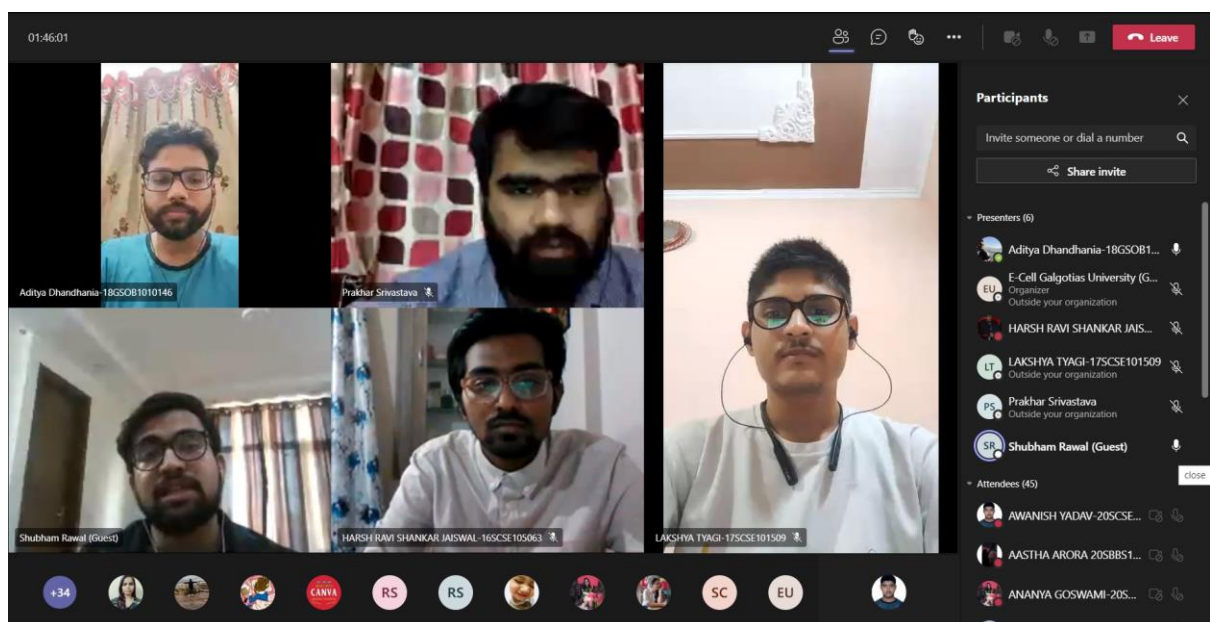 01:46:01
Leave
Aditya Dhandhania-18GSOB1010146
Prakhar Srivastava
Shubham Rawal (Guest)
HARSH RAVI SHANKAR JAISWAL-16SCSE105063
LAKSHYA TYAGI-17SCSE101509
+34
CANVA
RS
RS
SC
EU
Participants
Invite someone or dial a number
Share invite
Presenters (6)
Aditya Dhandhania-18GSOB1...
EU
E-Cell Galgotias University (G...
Organizer
Outside your organization
HARSH RAVI SHANKAR JAIS...
LT
LAKSHYA TYAGI-17SCSE101509
Outside your organization
PS
Prakhar Srivastava
Outside your organization
SR
Shubham Rawal (Guest)
close
Attendees (45)
AWANISH YADAV-20SCSE...
AASTHA ARORA 20SBBS1...
ANANYA GOSWAMI-20S...